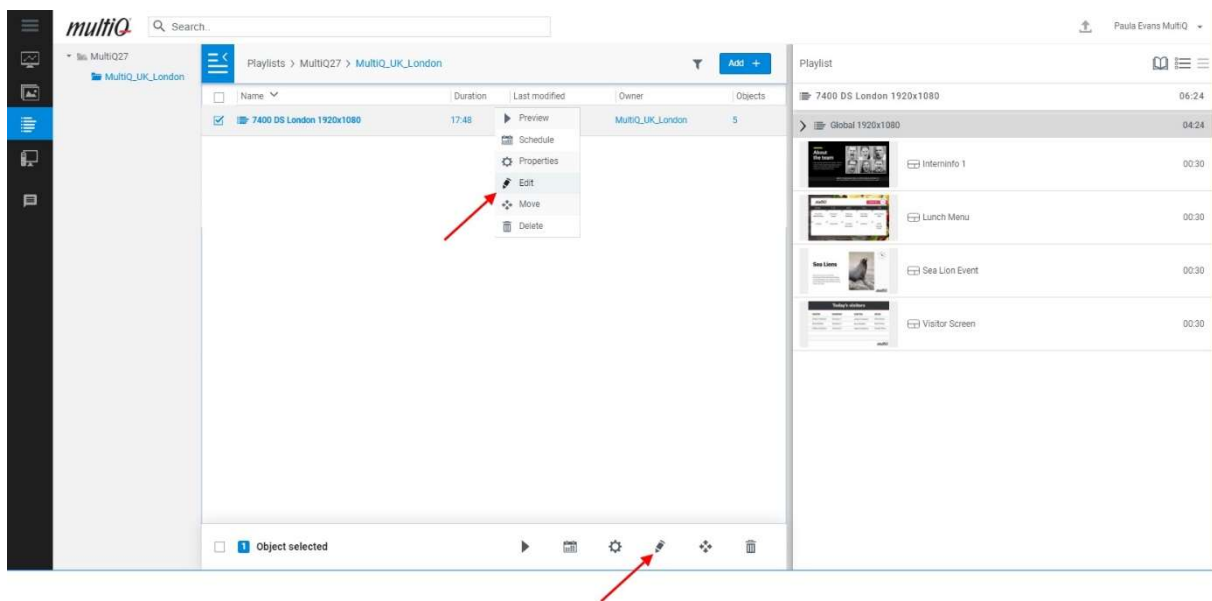 multiQ
Search..
Paula Evans MultiQ
MultiQ27
MultiQ_UK_London
Playlists > MultiQ27 > MultiQ_UK_London
Add +
Name
Duration
Last modified
Owner
Objects
7400 DS London 1920x1080
17:48
MultiQ_UK_London
5
Preview
Schedule
Properties
Edit
Move
Delete
1 Object selected
Playlist
7400 DS London 1920x1080
06:24
Global 1920x1080
04:24
About
the team
Interninfo 1
00:30
multiQ
Lunch Menu
00:30
Sea Lions
multiQ
Sea Lion Event
00:30
Today's visitors
multiQ
Visitor Screen
00:30